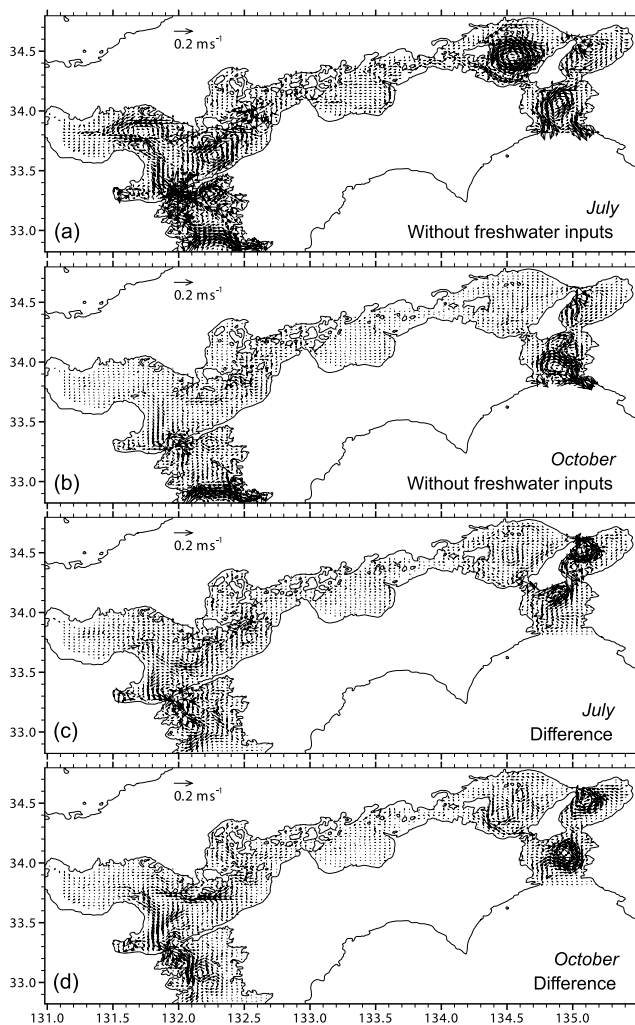 34.5
0.2 ms-1
34.0
33.5
July
33.0
(a)
Without freshwater inputs
34.5
0.2 ms-1
34.0
33.5
October
33.0
(b)
Without freshwater inputs
34.5
0.2 ms-1
34.0
33.5
July
33.0
(c)
Difference
34.5
0.2 ms-1
34.0
33.5
October
33.0
(d)
Difference
131.0 131.5 132.0 132.5 133.0 133.5 134.0 134.5 135.0